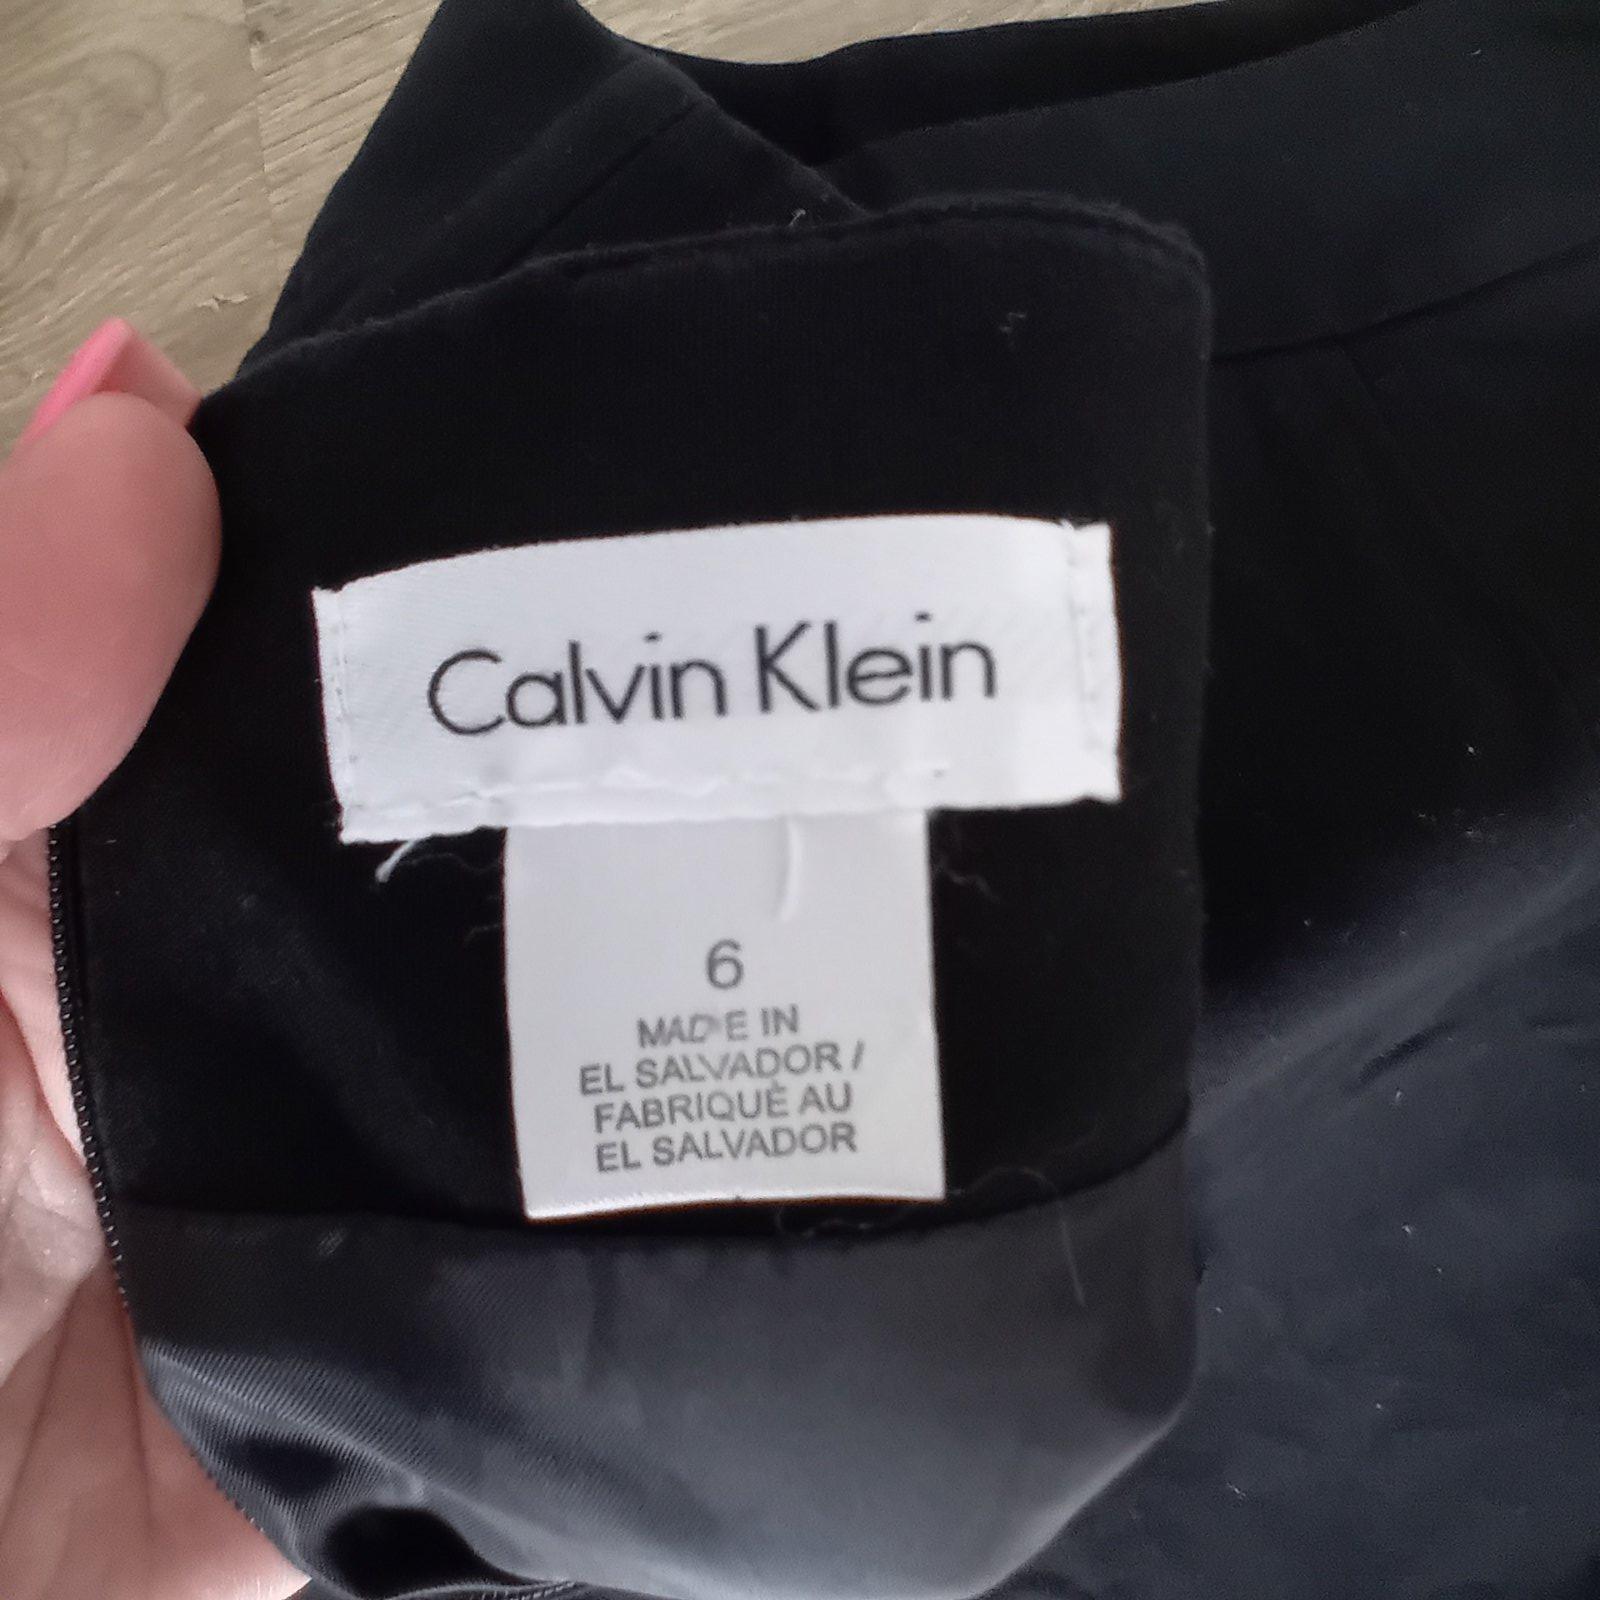 Calvin Klein
6
MADE IN
EL SALVADOR /
FABRIQUÉ AU
EL SALVADOR